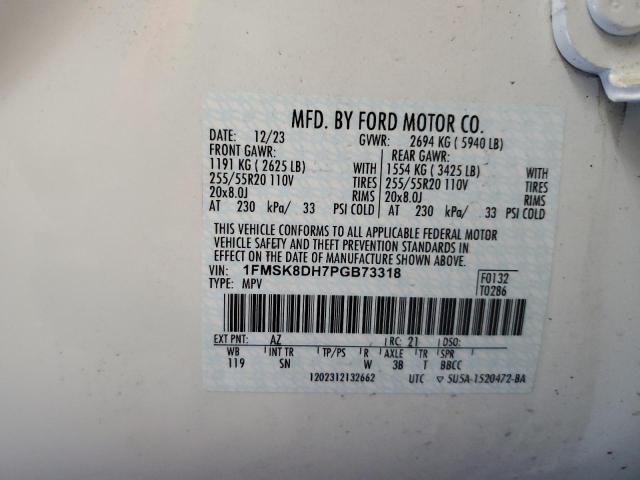 MFD. BY FORD MOTOR CO.
DATE: 12/23 GVWR: 2694 KG ( 5940 LB)
FRONT GAWR: REAR GAWR:
1191 KG ( 2625 LB) WITH 1554 KG ( 3425 LB) WITH
255/55R20 110V TIRES 255/55R20 110V TIRES
20x8.0J RIMS 20x8.0J RIMS
AT 230 kPa/ 33 PSI COLD AT 230 kPa/ 33 PSI COLD
THIS VEHICLE CONFORMS TO ALL APPLICABLE FEDERAL MOTOR
VEHICLE SAFETY AND THEFT PREVENTION STANDARDS IN
EFFECT ON THE DATE OF MANUFACTURE SHOWN ABOVE.
VIN: 1FMSK8DH7PGB73318
TYPE: MPV
F0132
T0286
EXT PNT: AZ RC: 21 DSO:
WB INT TR TP/PS R AXLE TR SPR
119 SN W 3B T BBCC
1202312132662 UTC ▽ SU5A-1520472-BA